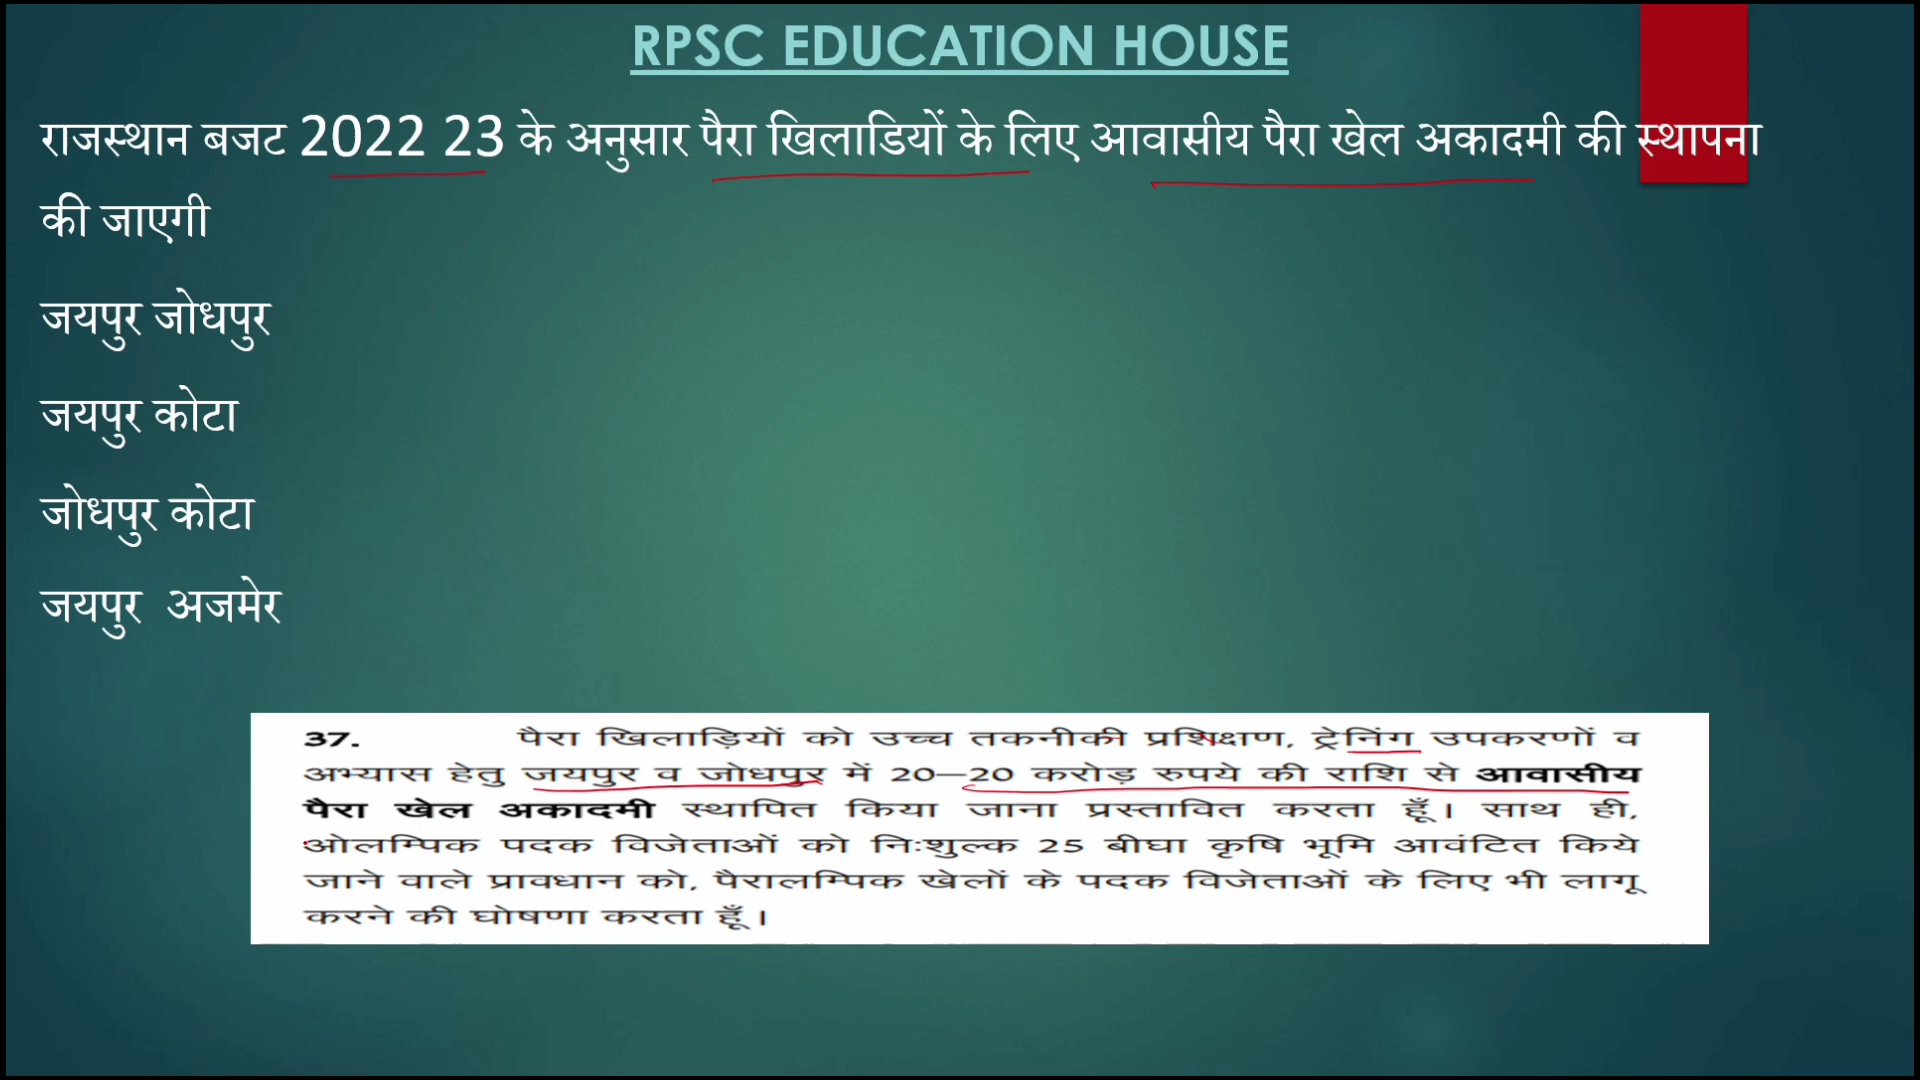 RPSC EDUCATION HOUSE
राजस्थान बजट 2022 23 के अनुसार पैरा खिलाडियों के लिए आवासीय पैरा खेल अकादमी की स्थापना
की जाएगी
जयपुर जोधपुर
जयपुर कोटा
जोधपुर कोटा
जयपुर अजमेर
37. पैरा खिलाड़ियों को उच्च तकनीकी प्रशिक्षण, ट्रेनिंग उपकरणों व
अभ्यास हेतु जयपुर व जोधपुर में 20–20 करोड़ रुपये की राशि से आवासीय
पैरा खेल अकादमी स्थापित किया जाना प्रस्तावित करता हूँ। साथ ही,
ओलम्पिक पदक विजेताओं को निःशुल्क 25 बीघा कृषि भूमि आवंटित किये
जाने वाले प्रावधान को, पैरालम्पिक खेलों के पदक विजेताओं के लिए भी लागू
करने की घोषणा करता हूँ।